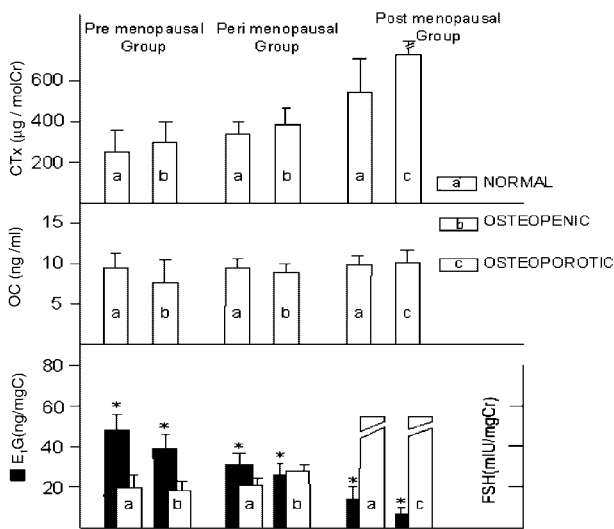 Pre menopausal Group
Peri menopausal Group
Post menopausal Group
CTx (µg / molCr)
600
400
200
a
b
a
b
a
c
a NORMAL
b OSTEOPENIC
c OSTEOPOROTIC
OC (ng /ml)
15
10
5
a
b
a
b
a
c
E₁G(ng/mgC)
80
60
40
20
*
*
*
*
*
*
a
b
a
b
a
c
FSH(mIU/mgCr)